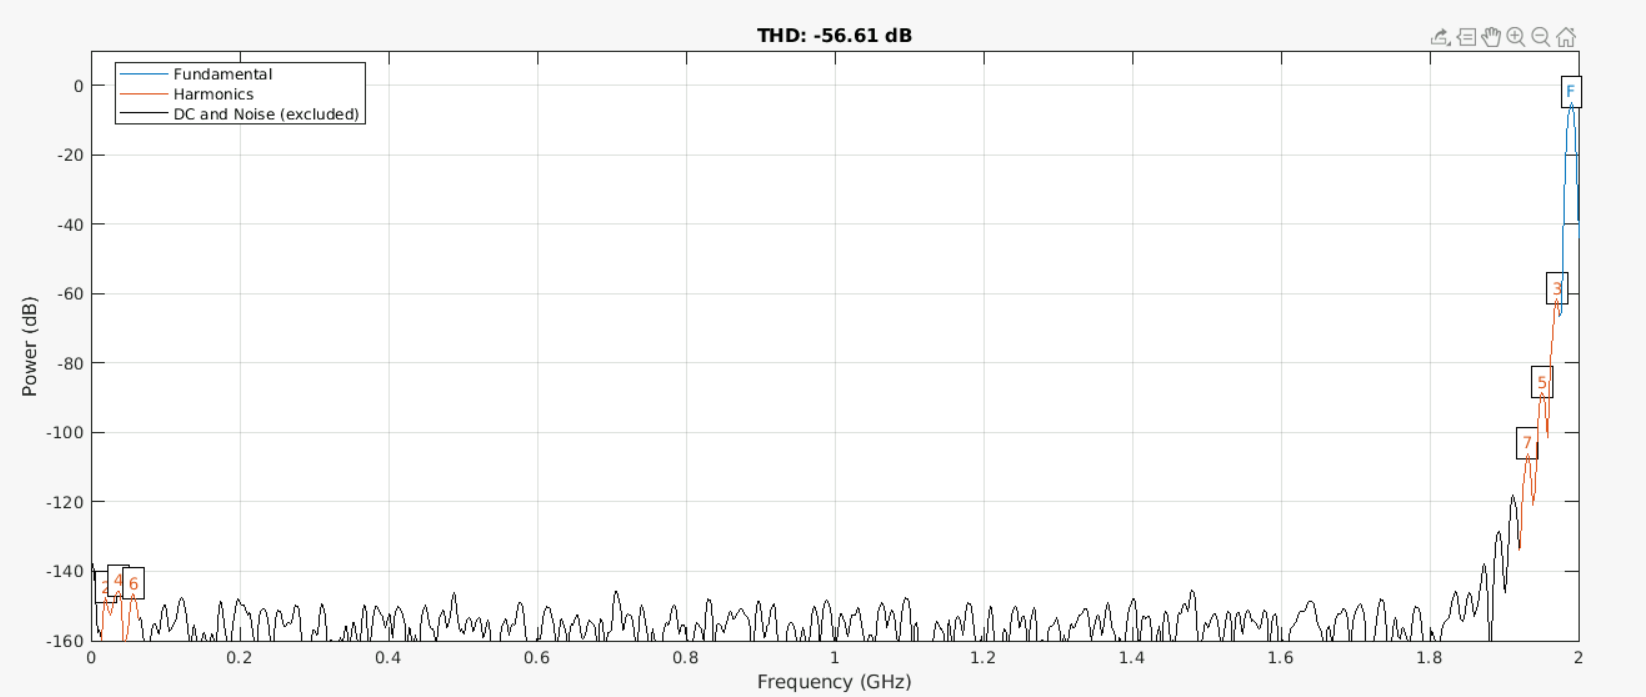 THD: -56.61 dB
Fundamental
Harmonics
DC and Noise (excluded)
F
3
5
7
2
4
6
0
-20
-40
-60
-80
-100
-120
-140
-160
Power (dB)
0 0.2 0.4 0.6 0.8 1 1.2 1.4 1.6 1.8 2
Frequency (GHz)